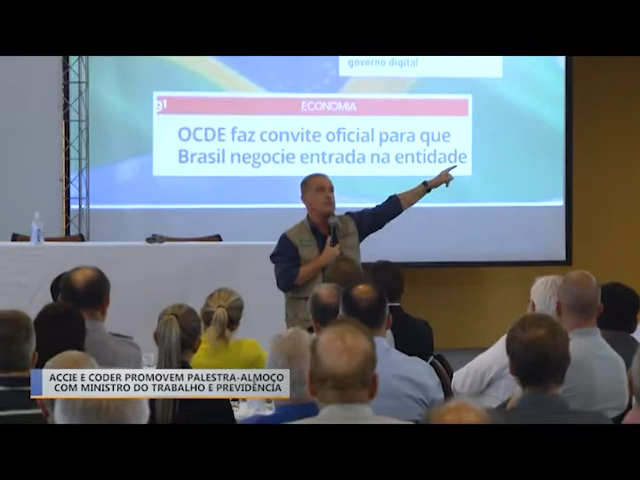 governo digital
g1
ECONOMIA
OCDE faz convite oficial para que
Brasil negocie entrada na entidade
ACCIE E CODER PROMOVEM PALESTRA-ALMOÇO
COM MINISTRO DO TRABALHO E PREVIDÊNCIA